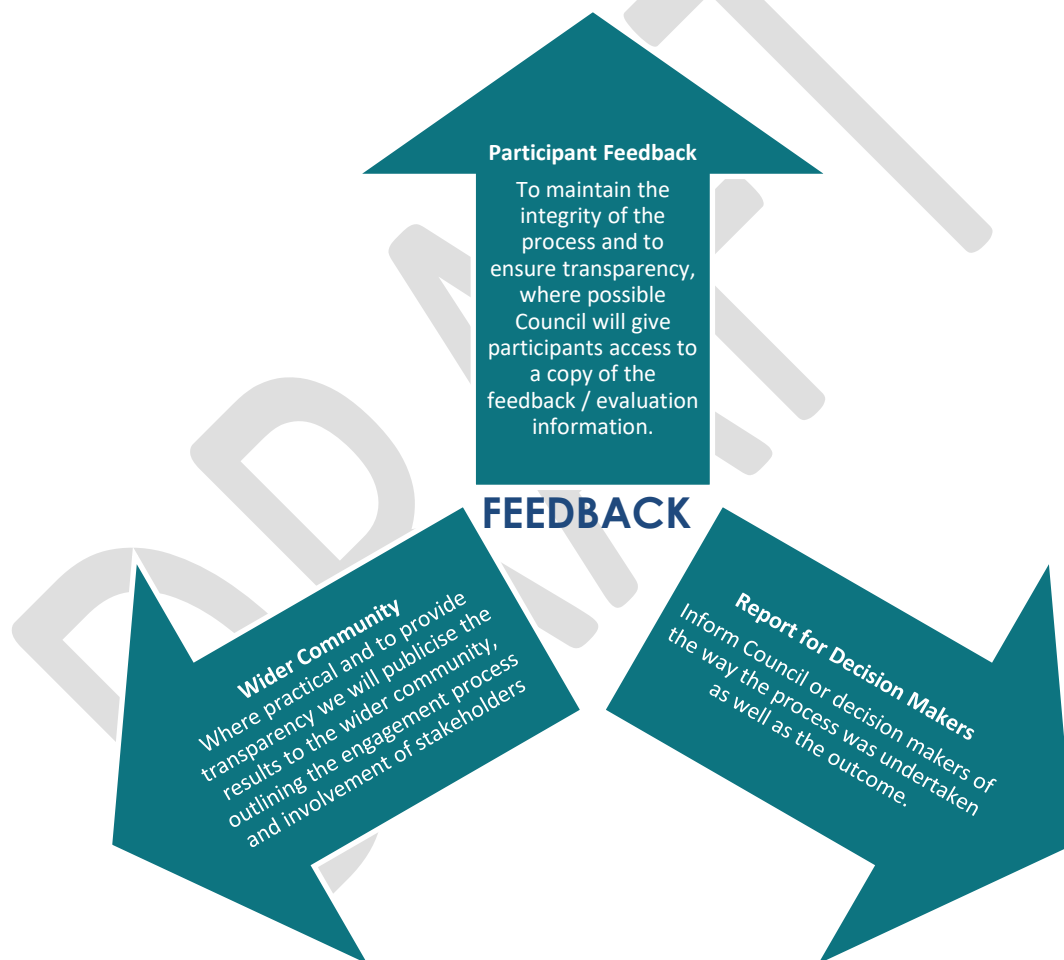 Participant Feedback
To maintain the
integrity of the
process and to
ensure transparency,
where possible
Council will give
participants access to
a copy of the
feedback / evaluation
information.
FEEDBACK
Wider Community
Where practical and to provide
transparency we will publicise the
results to the wider community,
outlining the engagement process
and involvement of stakeholders
Report for Decision Makers
Inform Council or decision makers of
the way the process was undertaken
as well as the outcome.
DRAFT